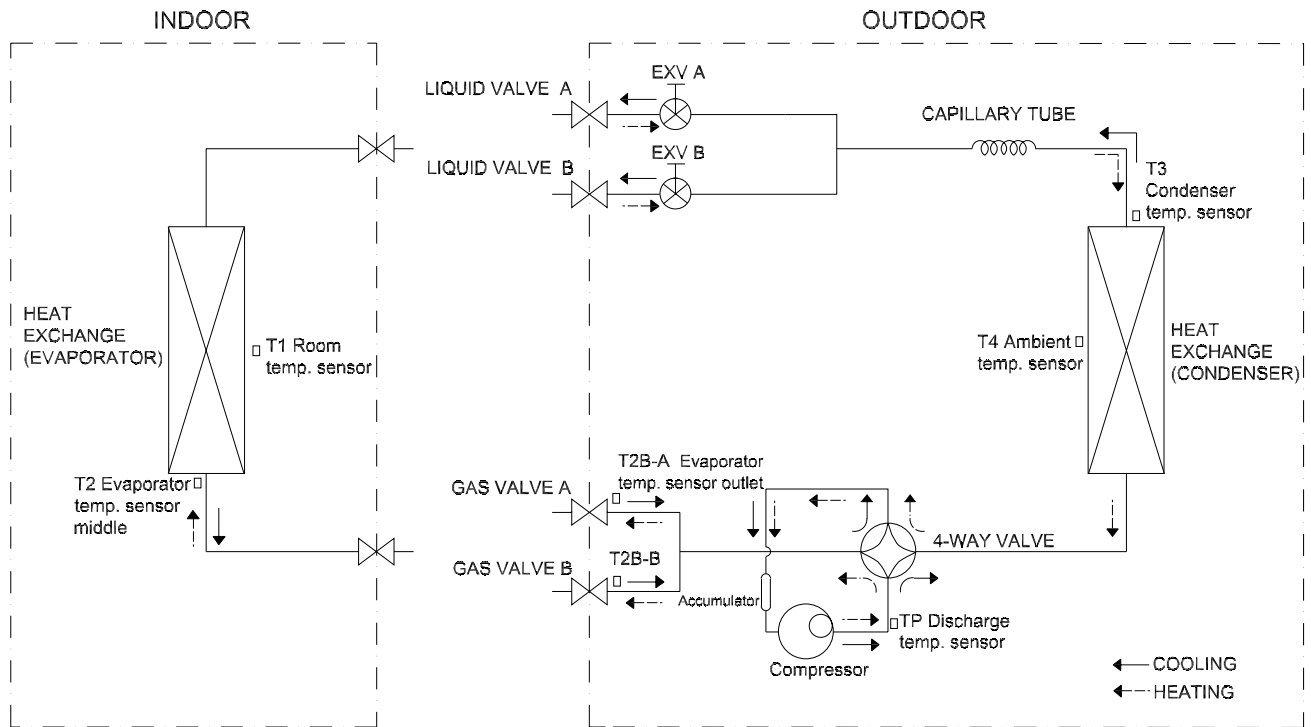 INDOOR
OUTDOOR
LIQUID VALVE A
EXV A
CAPILLARY TUBE
LIQUID VALVE B
EXV B
T3
Condenser
temp. sensor
HEAT
EXCHANGE
(EVAPORATOR)
T1 Room
temp. sensor
T4 Ambient
temp. sensor
HEAT
EXCHANGE
(CONDENSER)
T2 Evaporator
temp. sensor
middle
T2B-A Evaporator
temp. sensor outlet
GAS VALVE A
4-WAY VALVE
GAS VALVE B
T2B-B
Accumulator
TP Discharge
temp. sensor
Compressor
COOLING
HEATING